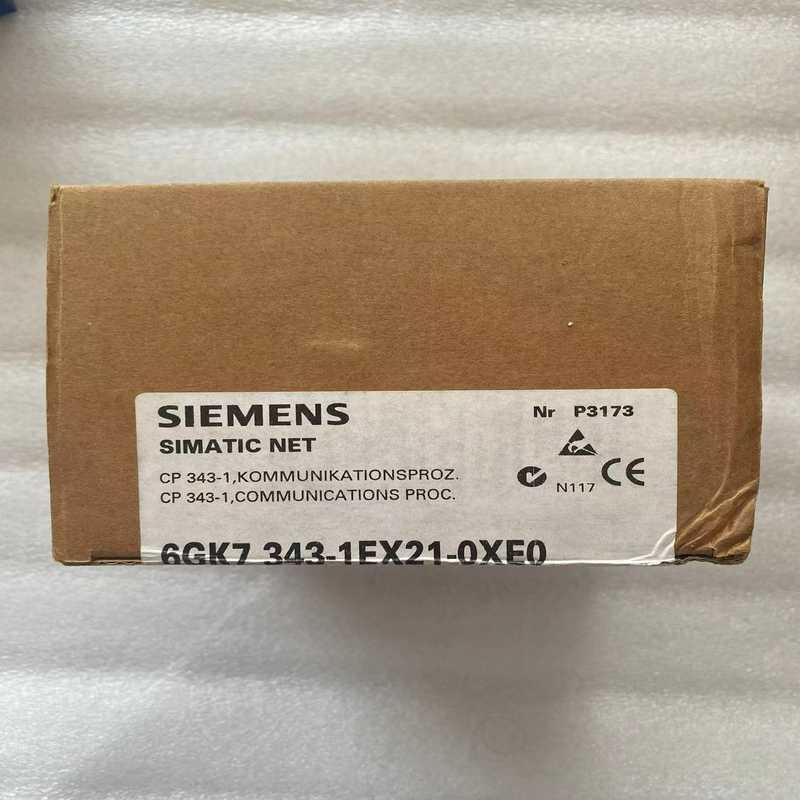 SIEMENS
SIMATIC NET
CP 343-1,KOMMUNIKATIONSPROZ.
CP 343-1,COMMUNICATIONS PROC.
6GK7 343-1EX21-0XE0
Nr P3173
N117
CE